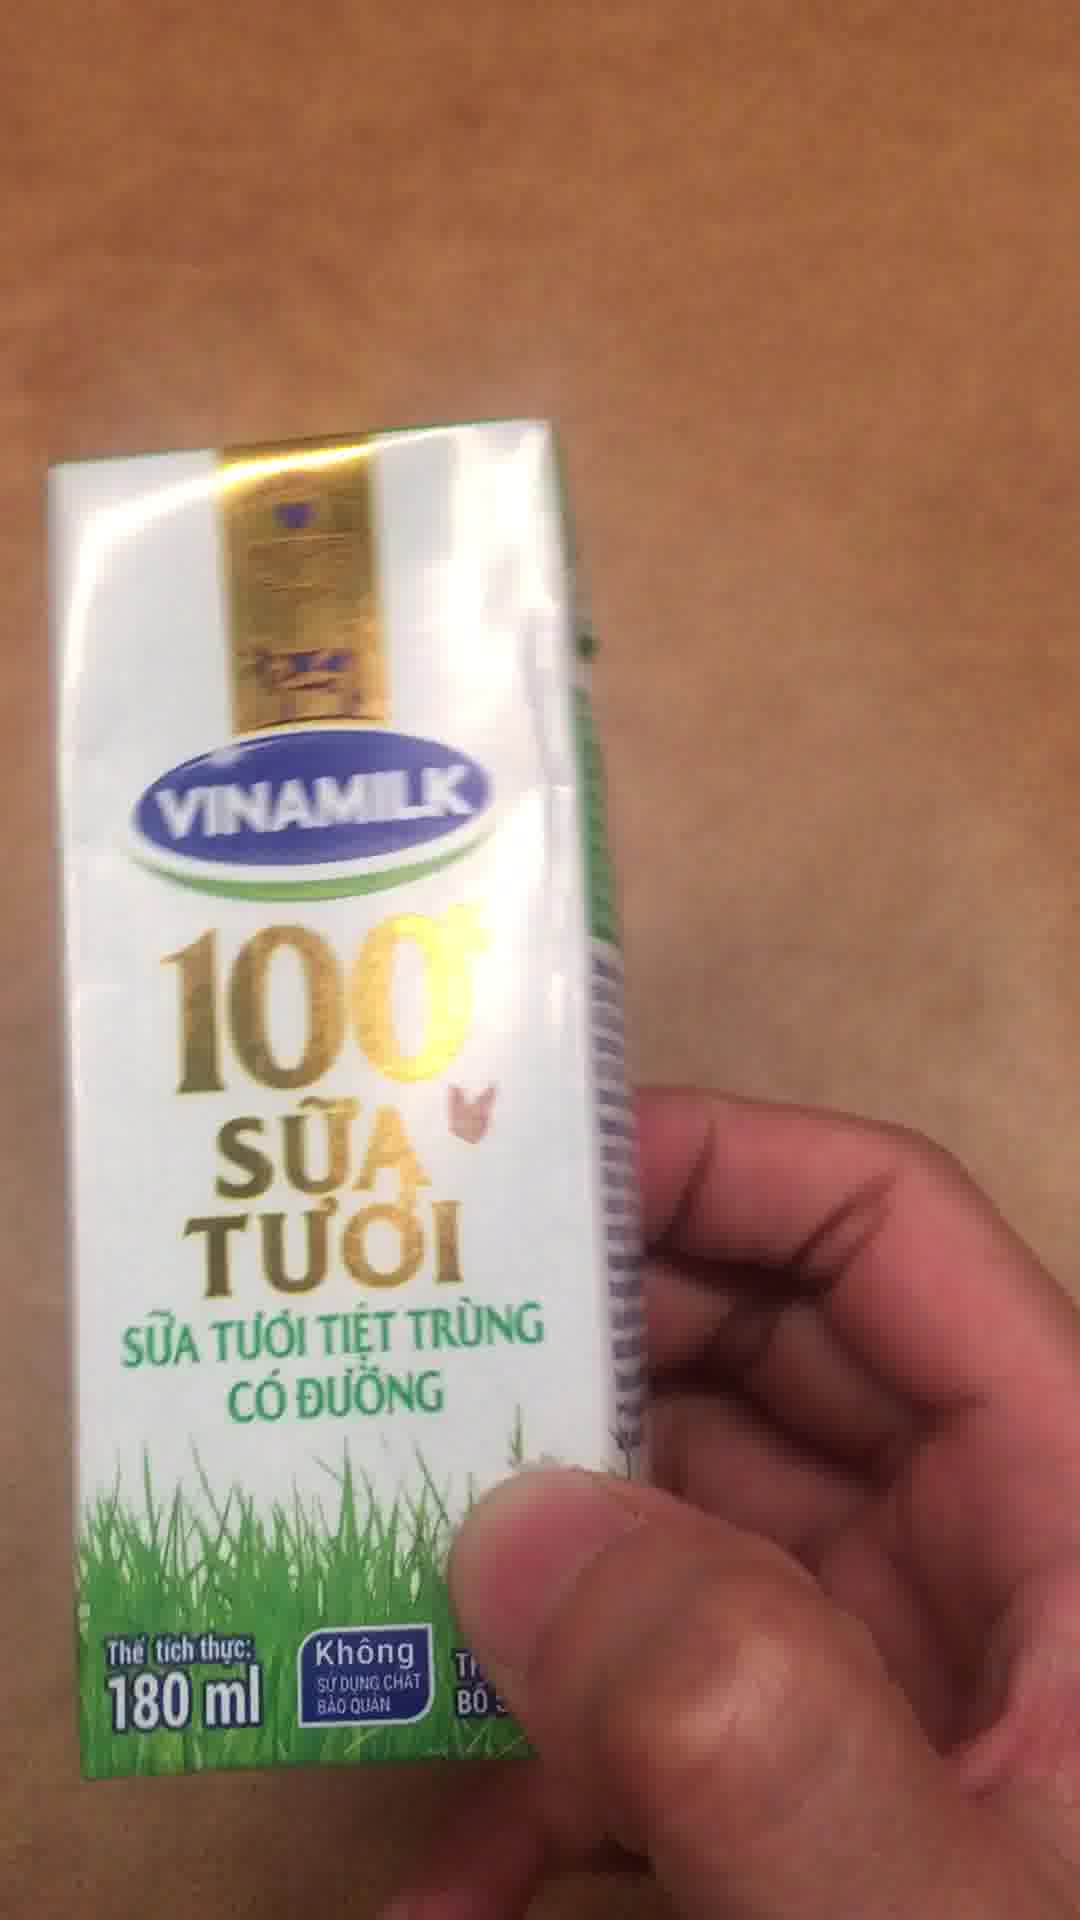 VINAMILK
100%
SỮA
TƯƠI
SỮA TƯƠI TIỆT TRÙNG
CÓ ĐƯỜNG
Thể tích thực:
180 ml
Không
SỬ DỤNG CHẤT
BẢO QUẢN
BỔ